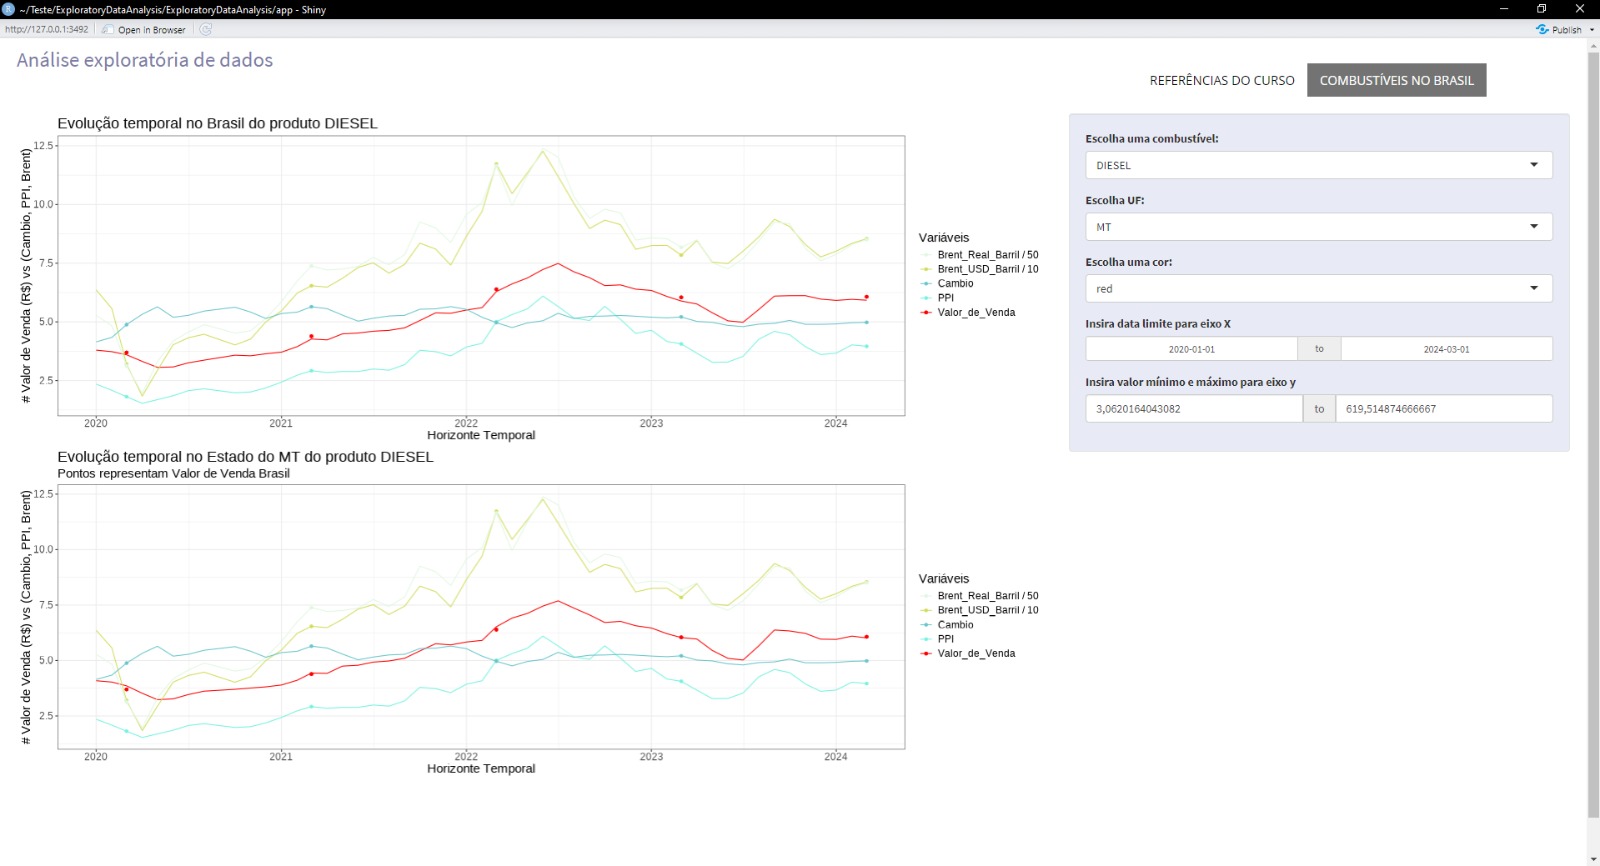 ~/Teste/ExploratoryDataAnalysis/ExploratoryDataAnalysis/app - Shiny
http://127.0.0.1:3492 Open in Browser Publish
Análise exploratória de dados
REFERÊNCIAS DO CURSO COMBUSTÍVEIS NO BRASIL
Evolução temporal no Brasil do produto DIESEL
# Valor de Venda (R$) vs (Cambio, PPI, Brent)
12.5
10.0
7.5
5.0
2.5
2020 2021 2022 2023 2024
Horizonte Temporal
Variáveis
Brent_Real_Barril / 50
Brent_USD_Barril / 10
Cambio
PPI
Valor_de_Venda
Evolução temporal no Estado do MT do produto DIESEL
Pontos representam Valor de Venda Brasil
# Valor de Venda (R$) vs (Cambio, PPI, Brent)
12.5
10.0
7.5
5.0
2.5
2020 2021 2022 2023 2024
Horizonte Temporal
Variáveis
Brent_Real_Barril / 50
Brent_USD_Barril / 10
Cambio
PPI
Valor_de_Venda
Escolha uma combustível:
DIESEL
Escolha UF:
MT
Escolha uma cor:
red
Insira data limite para eixo X
2020-01-01 to 2024-03-01
Insira valor mínimo e máximo para eixo y
3,0620164043082 to 619,514874666667